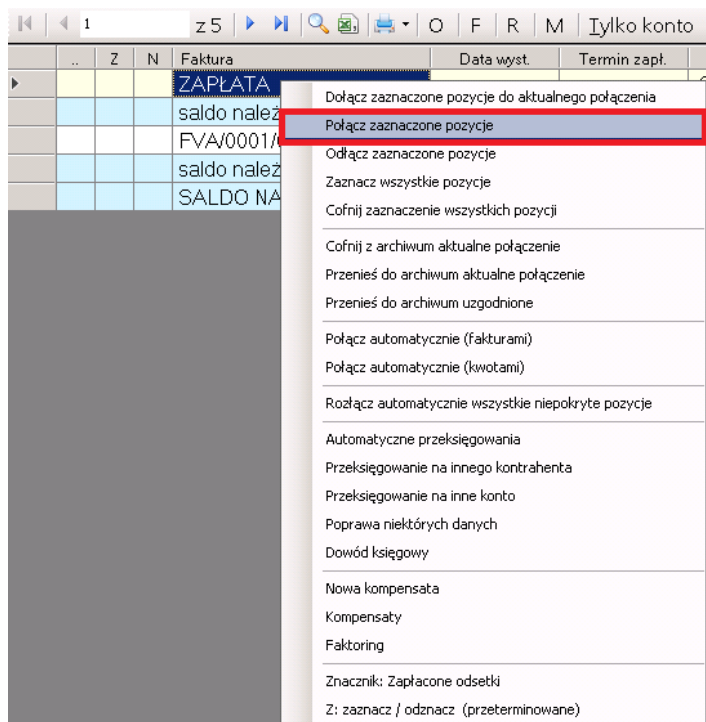 1 z 5 O F R M Tylko konto
.. Z N Faktura Data wyst. Termin zapł.
ZAPŁATA
saldo należ
FVA/0001/
saldo należ
SALDO NA
Dołącz zaznaczone pozycje do aktualnego połączenia
Połącz zaznaczone pozycje
Odłącz zaznaczone pozycje
Zaznacz wszystkie pozycje
Cofnij zaznaczenie wszystkich pozycji
Cofnij z archiwum aktualne połączenie
Przenieś do archiwum aktualne połączenie
Przenieś do archiwum uzgodnione
Połącz automatycznie (fakturami)
Połącz automatycznie (kwotami)
Rozłącz automatycznie wszystkie niepokryte pozycje
Automatyczne przeksięgowania
Przeksięgowanie na innego kontrahenta
Przeksięgowanie na inne konto
Poprawa niektórych danych
Dowód księgowy
Nowa kompensata
Kompensaty
Faktoring
Znacznik: Zapłacone odsetki
Z: zaznacz / odznacz (przeterminowane)